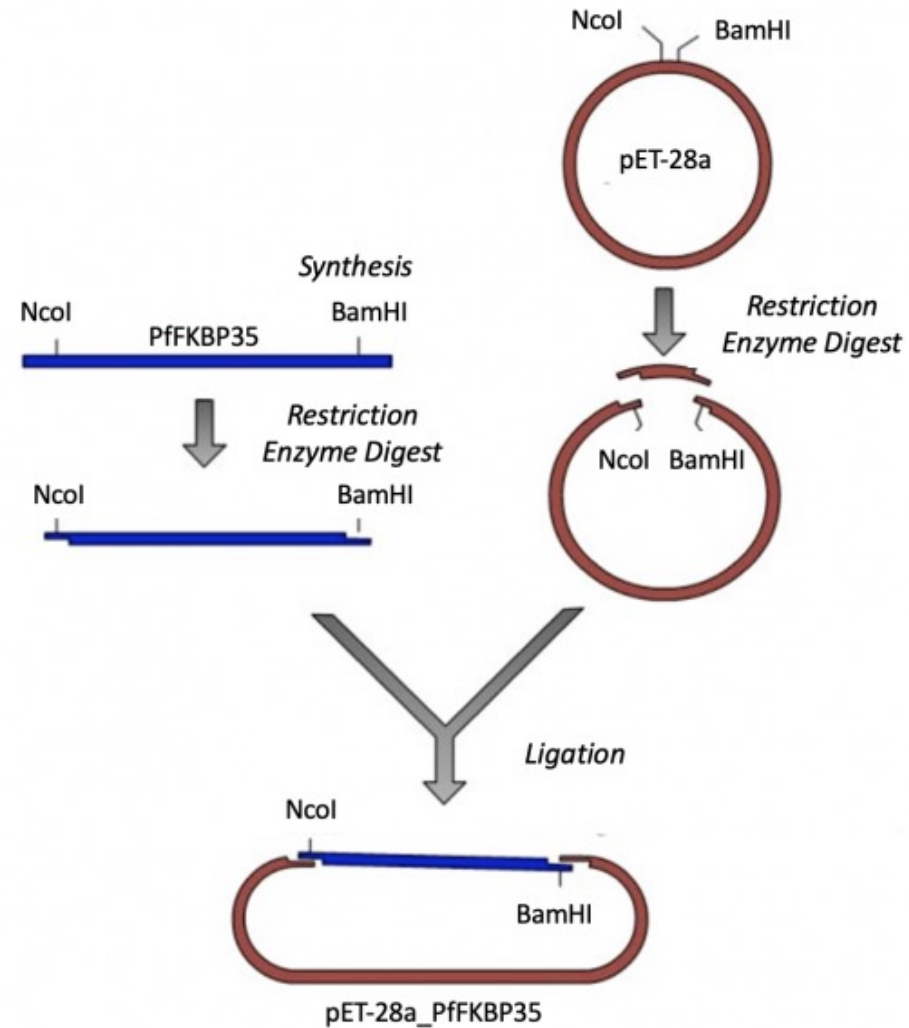 NcoI
BamHI
pET-28a
Synthesis
NcoI
BamHI
PfFKBP35
Restriction
Enzyme Digest
Restriction
Enzyme Digest
NcoI
BamHI
NcoI
BamHI
Ligation
NcoI
BamHI
pET-28a_PfFKBP35